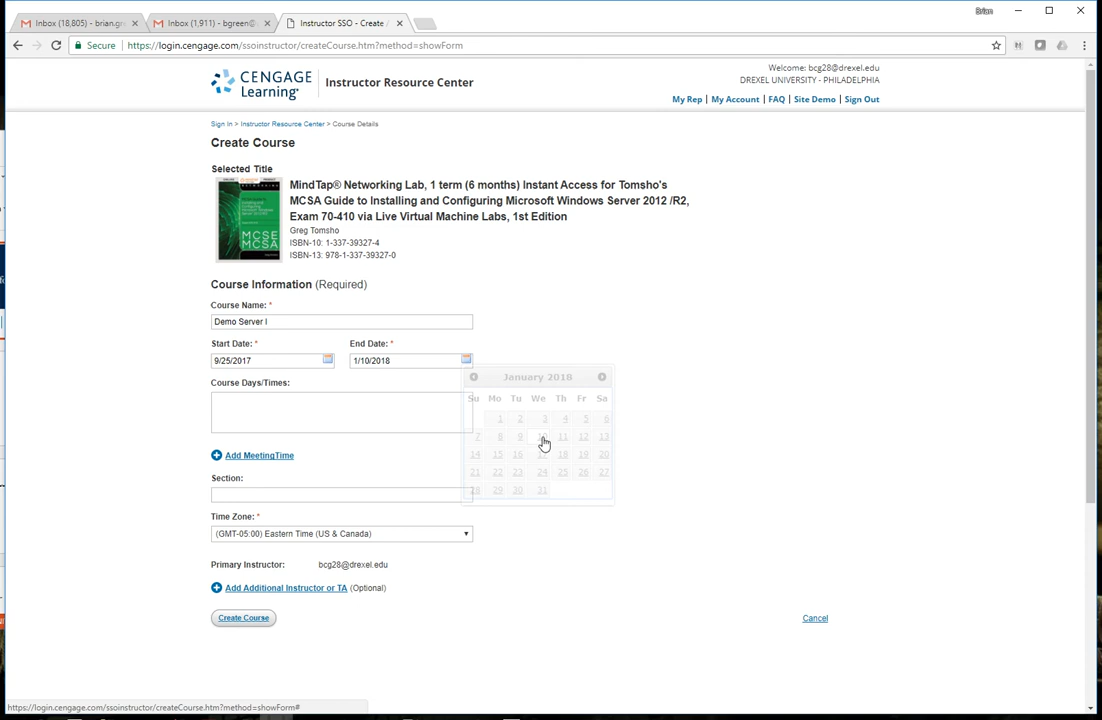 Brian
Inbox (18,805) - brian.gr
Inbox (1,911) - bgreen@
Instructor SSO - Create
Secure
https://login.cengage.com/ssoinstructor/createCourse.htm?method=showForm
Welcome: bcg28@drexel.edu
DREXEL UNIVERSITY - PHILADELPHIA
CENGAGE Learning
Instructor Resource Center
My Rep | My Account | FAQ | Site Demo | Sign Out
Sign In > Instructor Resource Center > Course Details
Create Course
Selected Title
MindTap® Networking Lab, 1 term (6 months) Instant Access for Tomsho's
MCSA Guide to Installing and Configuring Microsoft Windows Server 2012 /R2,
Exam 70-410 via Live Virtual Machine Labs, 1st Edition
Greg Tomsho
ISBN-10: 1-337-39327-4
ISBN-13: 978-1-337-39327-0
MCSE
MCSA
Course Information (Required)
Course Name: *
Demo Server I
Start Date: * End Date: *
9/25/2017 1/10/2018
Course Days/Times:
January 2018
Su Mo Tu We Th Fr Sa
1 2 3 4 5 6
7 8 9 10 11 12 13
14 15 16 17 18 19 20
21 22 23 24 25 26 27
28 29 30 31
Add MeetingTime
Section:
Time Zone: *
(GMT-05:00) Eastern Time (US & Canada)
Primary Instructor: bcg28@drexel.edu
Add Additional Instructor or TA (Optional)
Create Course
Cancel
https://login.cengage.com/ssoinstructor/createCourse.htm?method=showForm#